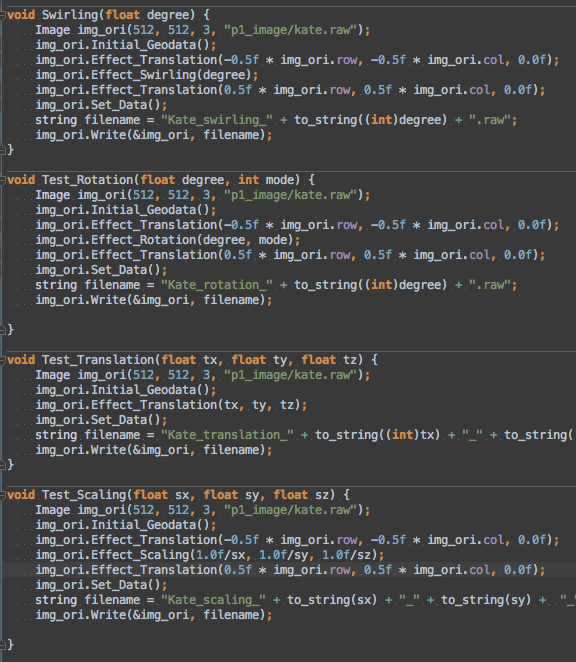 void Swirling(float degree) {
Image img_ori(512, 512, 3, "p1_image/kate.raw");
img_ori.Initial_Geodata();
img_ori.Effect_Translation(-0.5f * img_ori.row, -0.5f * img_ori.col, 0.0f);
img_ori.Effect_Swirling(degree);
img_ori.Effect_Translation(0.5f * img_ori.row, 0.5f * img_ori.col, 0.0f);
img_ori.Set_Data();
string filename = "Kate_swirling_" + to_string((int)degree) + ".raw";
img_ori.Write(&img_ori, filename);
}
void Test_Rotation(float degree, int mode) {
Image img_ori(512, 512, 3, "p1_image/kate.raw");
img_ori.Initial_Geodata();
img_ori.Effect_Translation(-0.5f * img_ori.row, -0.5f * img_ori.col, 0.0f);
img_ori.Effect_Rotation(degree, mode);
img_ori.Effect_Translation(0.5f * img_ori.row, 0.5f * img_ori.col, 0.0f);
img_ori.Set_Data();
string filename = "Kate_rotation_" + to_string((int)degree) + ".raw";
img_ori.Write(&img_ori, filename);
}
void Test_Translation(float tx, float ty, float tz) {
Image img_ori(512, 512, 3, "p1_image/kate.raw");
img_ori.Initial_Geodata();
img_ori.Effect_Translation(tx, ty, tz);
img_ori.Set_Data();
string filename = "Kate_translation_" + to_string((int)tx) + "_" + to_string(
img_ori.Write(&img_ori, filename);
}
void Test_Scaling(float sx, float sy, float sz) {
Image img_ori(512, 512, 3, "p1_image/kate.raw");
img_ori.Initial_Geodata();
img_ori.Effect_Translation(-0.5f * img_ori.row, -0.5f * img_ori.col, 0.0f);
img_ori.Effect_Scaling(1.0f/sx, 1.0f/sy, 1.0f/sz);
img_ori.Effect_Translation(0.5f * img_ori.row, 0.5f * img_ori.col, 0.0f);
img_ori.Set_Data();
string filename = "Kate_scaling_" + to_string(sx) + "_" + to_string(sy) + "_"
img_ori.Write(&img_ori, filename);
}